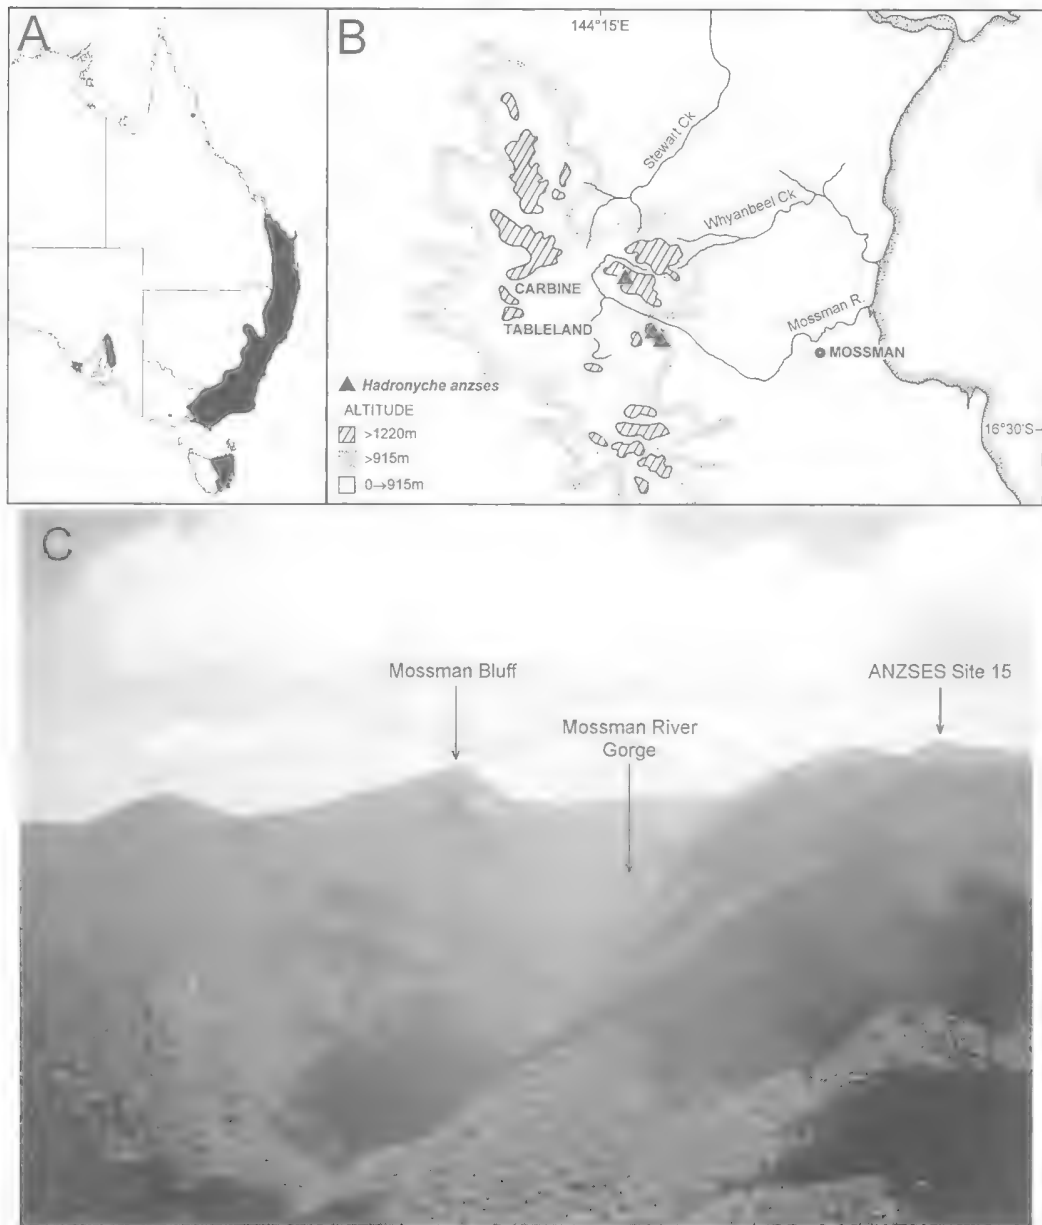 A
B
144°15'E
Stewart Ck
Whyanbeel Ck
CARBINE
TABLELAND
Mossman R.
MOSSMAN
Hadronyche anzses
ALTITUDE
>1220m
>915m
0→915m
16°30'S
C
Mossman Bluff
ANZSES Site 15
Mossman River
Gorge